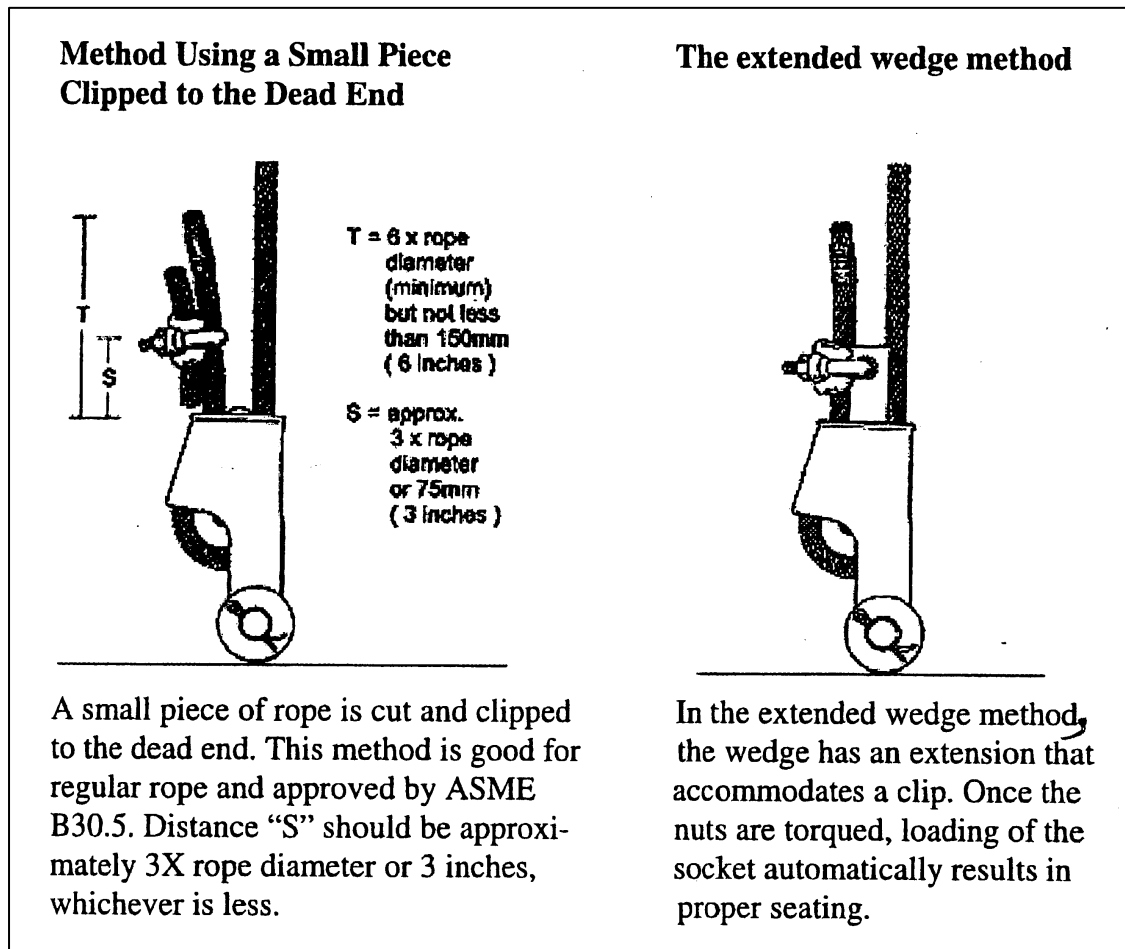 Method Using a Small Piece
Clipped to the Dead End
T
S
T = 6 x rope
diameter
(minimum)
but not less
than 150mm
( 6 inches )
S = approx.
3 x rope
diameter
or 75mm
( 3 inches )
A small piece of rope is cut and clipped
to the dead end. This method is good for
regular rope and approved by ASME
B30.5. Distance “S” should be approxi-
mately 3X rope diameter or 3 inches,
whichever is less.
The extended wedge method
In the extended wedge method,
the wedge has an extension that
accommodates a clip. Once the
nuts are torqued, loading of the
socket automatically results in
proper seating.